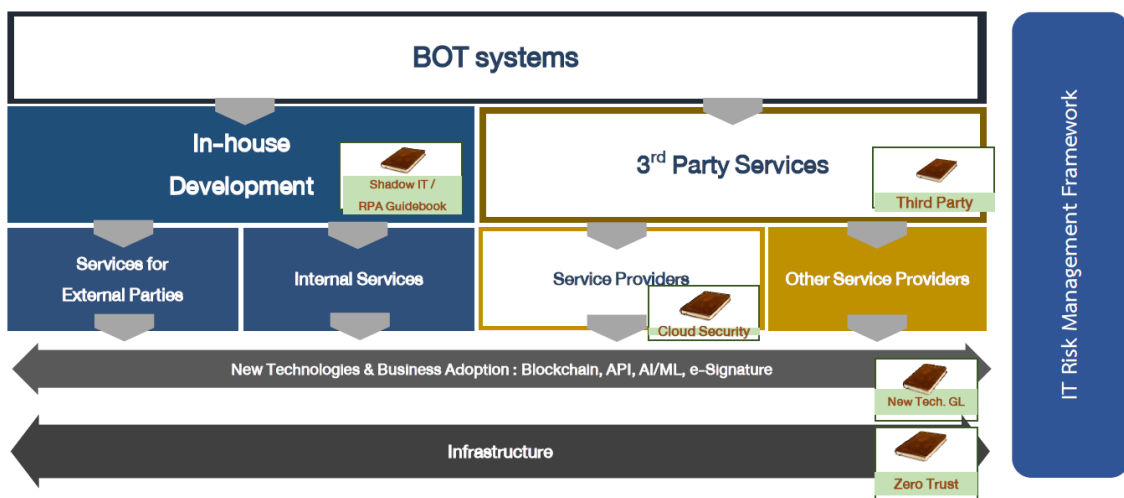 BOT systems
In-house
Development
Shadow IT /
RPA Guidebook
3rd Party Services
Third Party
Services for
External Parties
Internal Services
Service Providers
Cloud Security
Other Service Providers
New Technologies & Business Adoption : Blockchain, API, AI/ML, e-Signature
New Tech. GL
Infrastructure
Zero Trust
IT Risk Management Framework